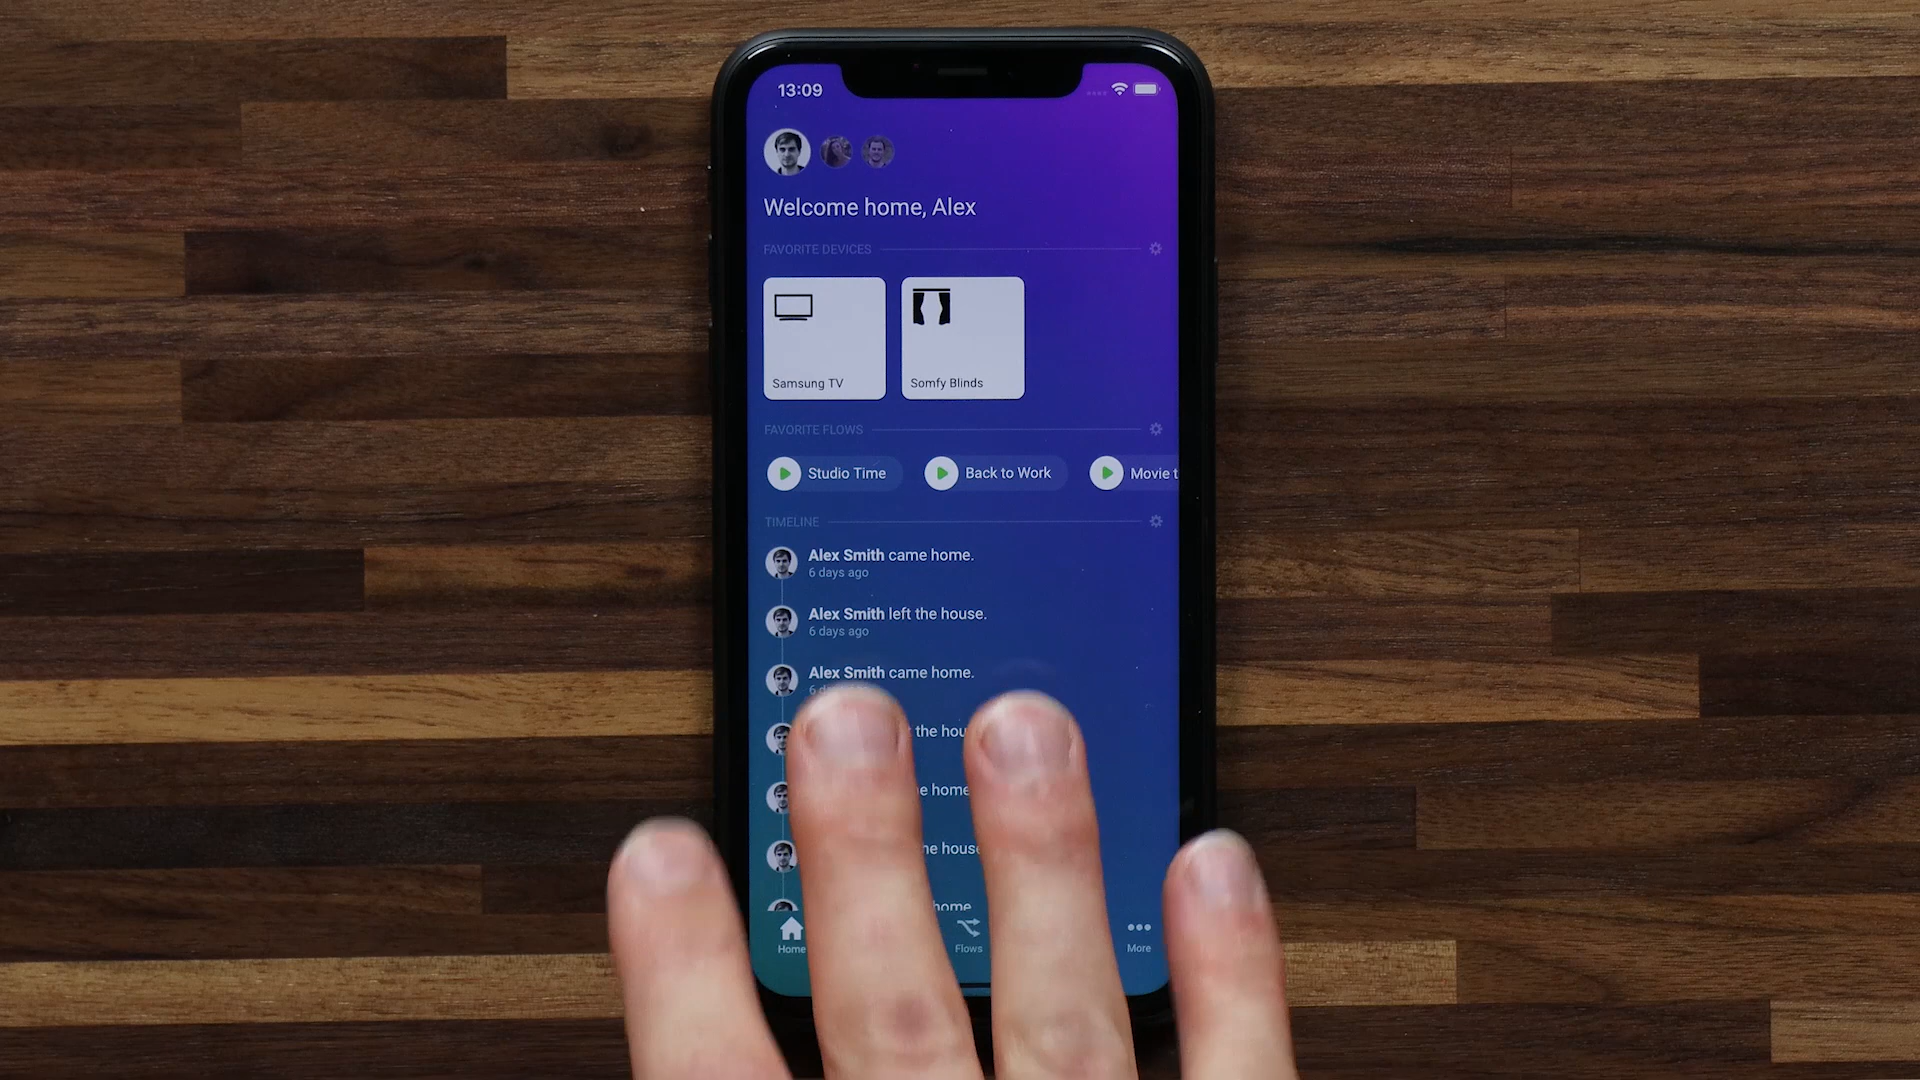 13:09
Welcome home, Alex
FAVORITE DEVICES
Samsung TV
Somfy Blinds
FAVORITE FLOWS
Studio Time
Back to Work
Movie t
TIMELINE
Alex Smith came home.
6 days ago
Alex Smith left the house.
6 days ago
Alex Smith came home.
the hou
home
he house
home
Home
Flows
More